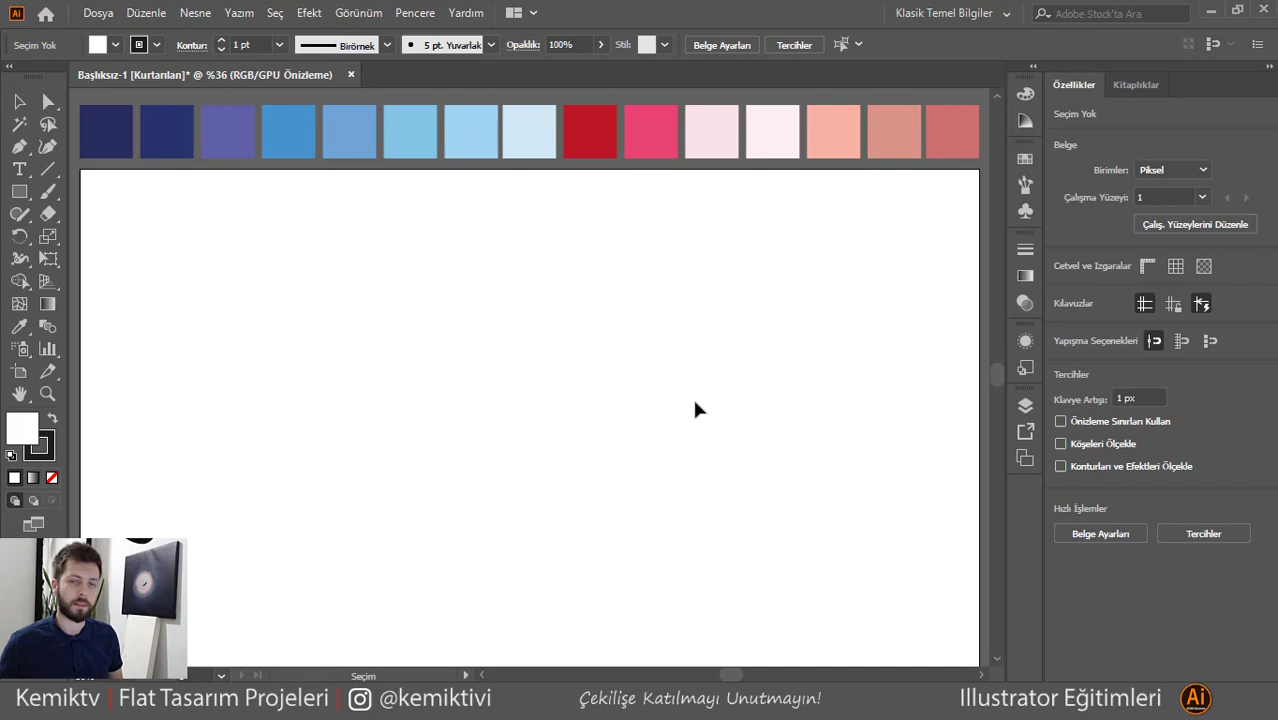 Ai Dosya Düzenle Nesne Yazım Seç Efekt Görünüm Pencere Yardım Klasik Temel Bilgiler Adobe Stock'ta Ara
Seçim Yok Kontur: 1 pt Birörnek 5 pt. Yuvarlak Opaklık: 100% Stil: Belge Ayarları Tercihler
Başlıksız-1 [Kurtarılan]* @ %36 (RGB/GPU Önizleme)
Özellikler Kitaplıklar
Seçim Yok
Belge
Birimler: Piksel
Çalışma Yüzeyi: 1
Çalış. Yüzeylerini Düzenle
Cetvel ve Izgaralar
Kılavuzlar
Yapışma Seçenekleri
Tercihler
Klavye Artışı: 1 px
Önizleme Sınırları Kullan
Köşeleri Ölçekle
Konturları ve Efektleri Ölçekle
Hızlı İşlemler
Belge Ayarları Tercihler
Seçim
Kemiktv | Flat Tasarım Projeleri | @kemiktivi Çekilişe Katılmayı Unutmayın! Illustrator Eğitimleri Ai